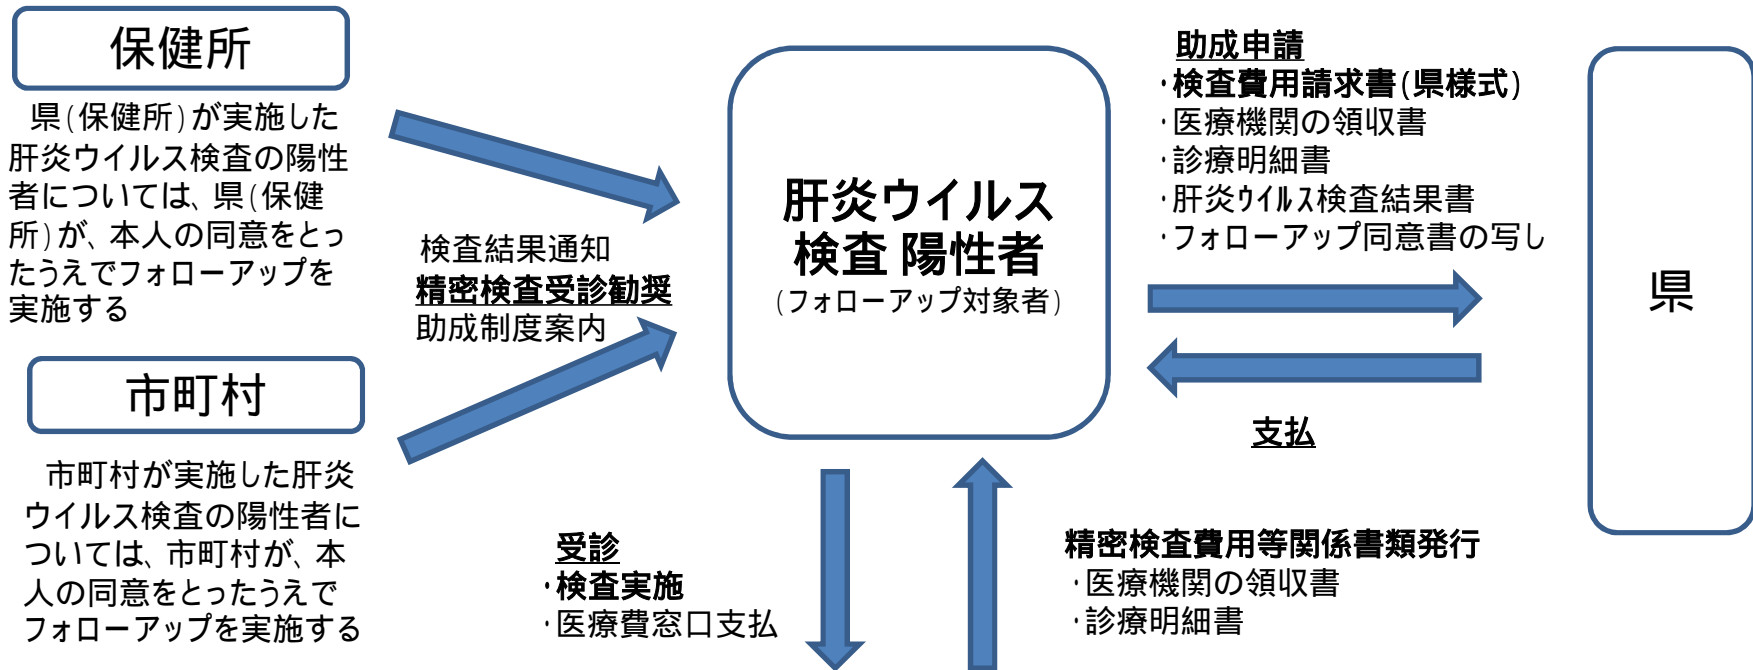 保健所
県(保健所)が実施した
肝炎ウイルス検査の陽性
者については、県(保健
所)が、本人の同意をとっ
たうえでフォローアップを
実施する
市町村
市町村が実施した肝炎
ウイルス検査の陽性者に
ついては、市町村が、本
人の同意をとったうえで
フォローアップを実施する
検査結果通知
精密検査受診勧奨
助成制度案内
肝炎ウイルス
検査 陽性者
(フォローアップ対象者)
助成申請
・検査費用請求書(県様式)
・医療機関の領収書
・診療明細書
・肝炎ウイルス検査結果書
・フォローアップ同意書の写し
県
支払
受診
・検査実施
・医療費窓口支払
精密検査費用等関係書類発行
・医療機関の領収書
・診療明細書